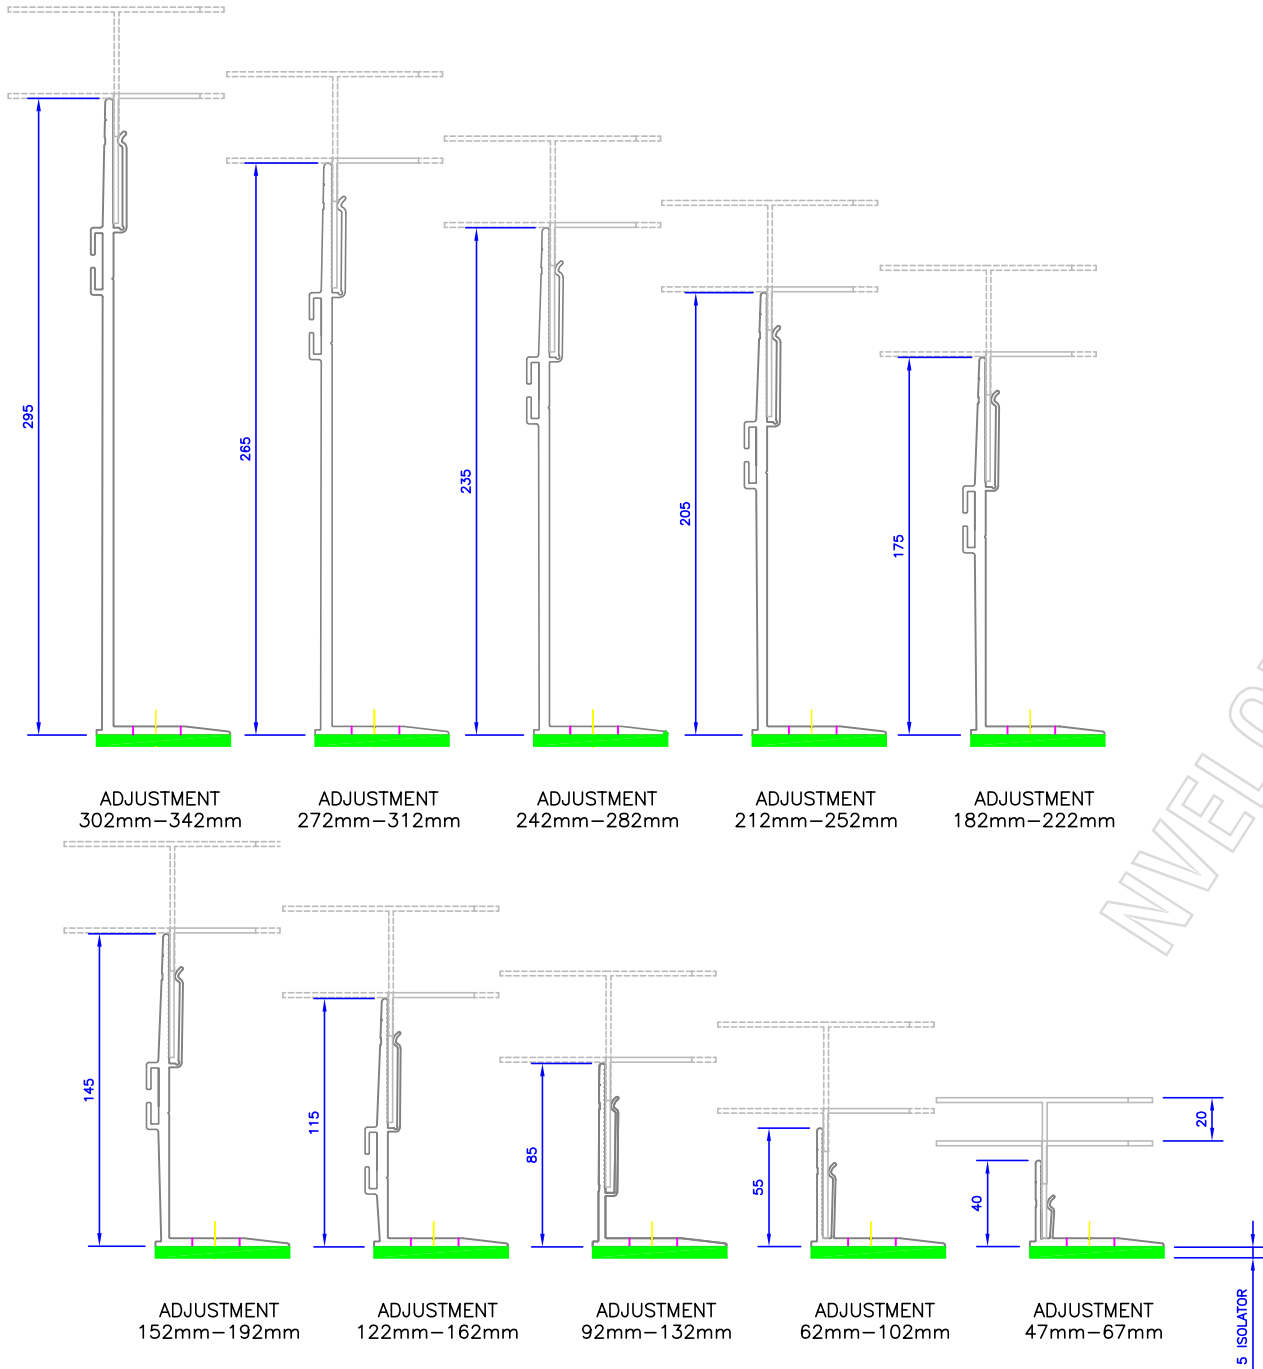 295
265
235
205
175
ADJUSTMENT
302mm-342mm
ADJUSTMENT
272mm-312mm
ADJUSTMENT
242mm-282mm
ADJUSTMENT
212mm-252mm
ADJUSTMENT
182mm-222mm
NVELO
145
115
85
55
40
20
5 ISOLATOR
ADJUSTMENT
152mm-192mm
ADJUSTMENT
122mm-162mm
ADJUSTMENT
92mm-132mm
ADJUSTMENT
62mm-102mm
ADJUSTMENT
47mm-67mm